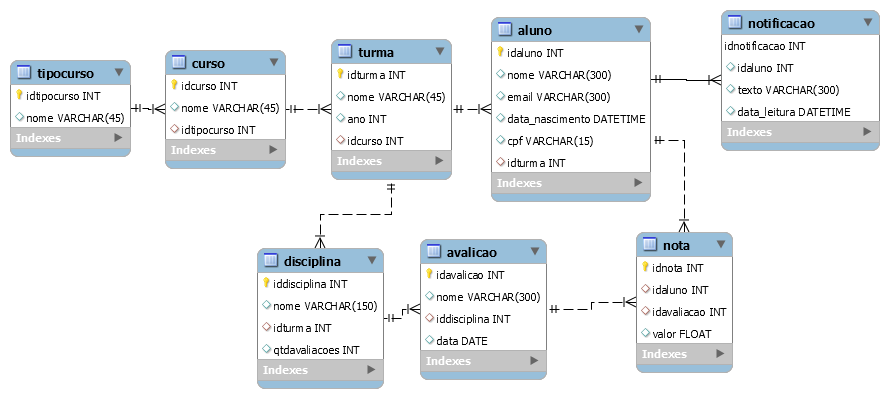 tipocurso
idtipocurso INT
nome VARCHAR(45)
Indexes
curso
idcurso INT
nome VARCHAR(45)
idtipocurso INT
Indexes
turma
idturma INT
nome VARCHAR(45)
ano INT
idcurso INT
Indexes
aluno
idaluno INT
nome VARCHAR(300)
email VARCHAR(300)
data_nascimento DATETIME
cpf VARCHAR(15)
idturma INT
Indexes
notificacao
idnotificacao INT
idaluno INT
texto VARCHAR(300)
data_leitura DATETIME
Indexes
disciplina
iddisciplina INT
nome VARCHAR(150)
idturma INT
qtdavaliacoes INT
Indexes
avalicao
idavalicao INT
nome VARCHAR(300)
iddisciplina INT
data DATE
Indexes
nota
idnota INT
idaluno INT
idavaliacao INT
valor FLOAT
Indexes